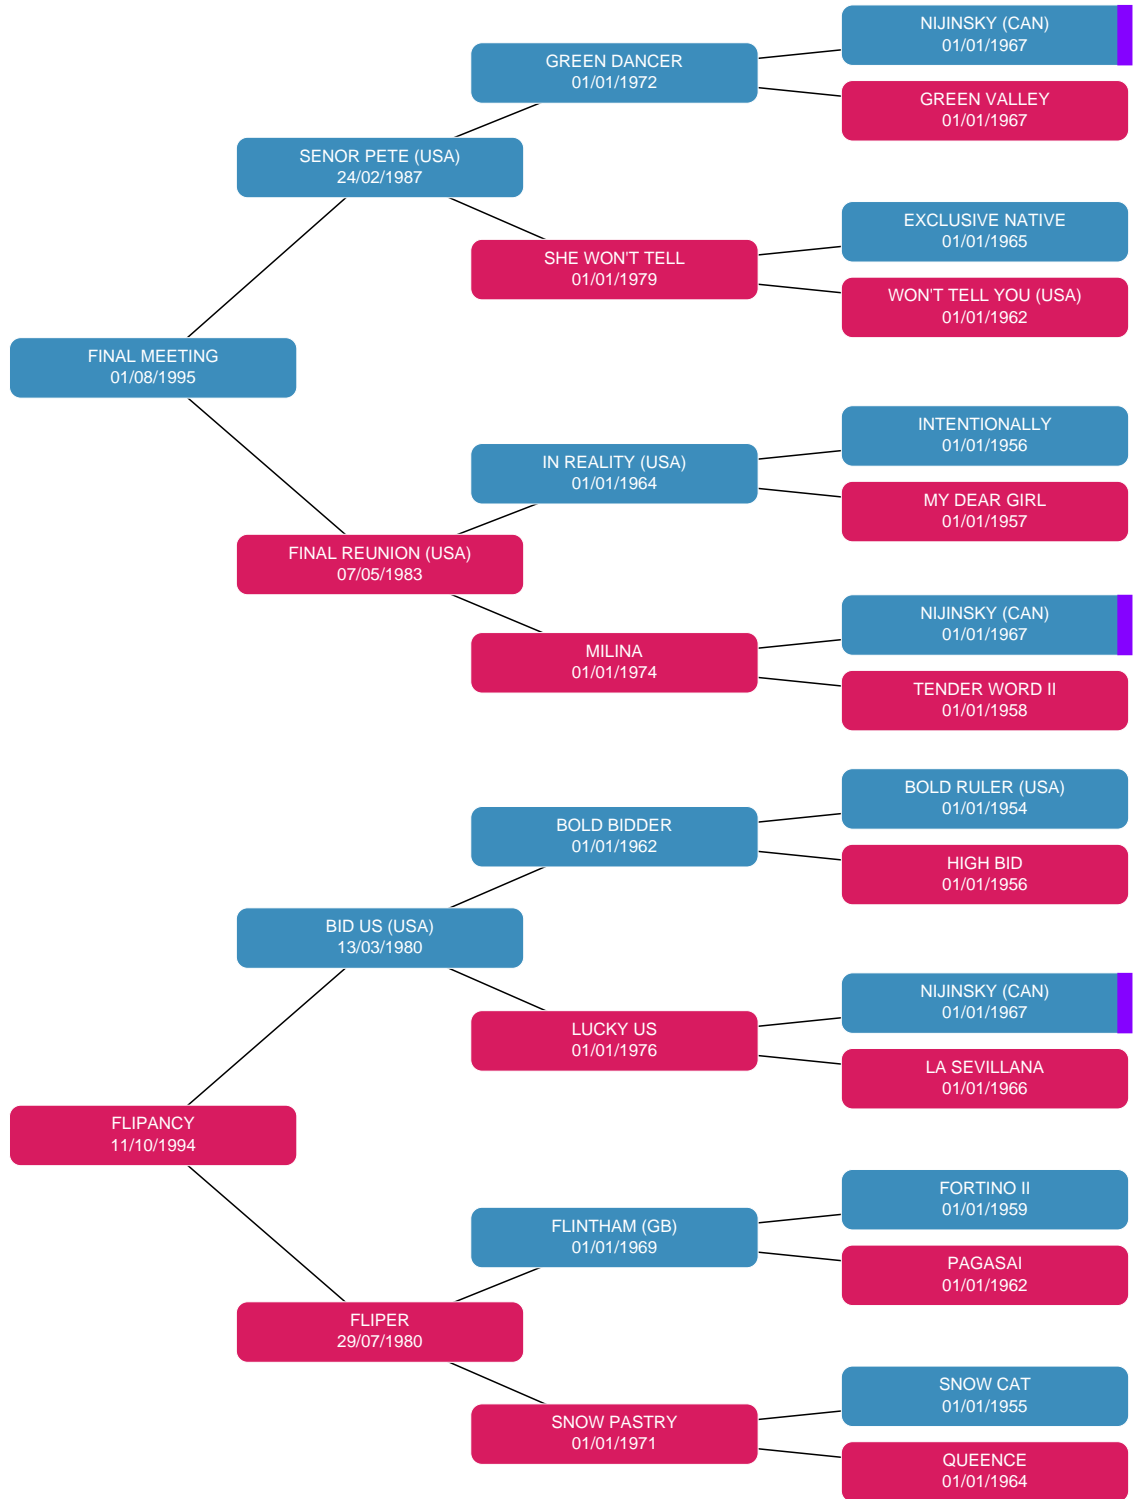 NIJINSKY (CAN)
01/01/1967
GREEN DANCER
01/01/1972
GREEN VALLEY
01/01/1967
SENOR PETE (USA)
24/02/1987
EXCLUSIVE NATIVE
01/01/1965
SHE WON'T TELL
01/01/1979
WON'T TELL YOU (USA)
01/01/1962
FINAL MEETING
01/08/1995
INTENTIONALLY
01/01/1956
IN REALITY (USA)
01/01/1964
MY DEAR GIRL
01/01/1957
FINAL REUNION (USA)
07/05/1983
NIJINSKY (CAN)
01/01/1967
MILINA
01/01/1974
TENDER WORD II
01/01/1958
BOLD RULER (USA)
01/01/1954
BOLD BIDDER
01/01/1962
HIGH BID
01/01/1956
BID US (USA)
13/03/1980
NIJINSKY (CAN)
01/01/1967
LUCKY US
01/01/1976
LA SEVILLANA
01/01/1966
FLIPANCY
11/10/1994
FORTINO II
01/01/1959
FLINTHAM (GB)
01/01/1969
PAGASAI
01/01/1962
FLIPER
29/07/1980
SNOW CAT
01/01/1955
SNOW PASTRY
01/01/1971
QUEENCE
01/01/1964